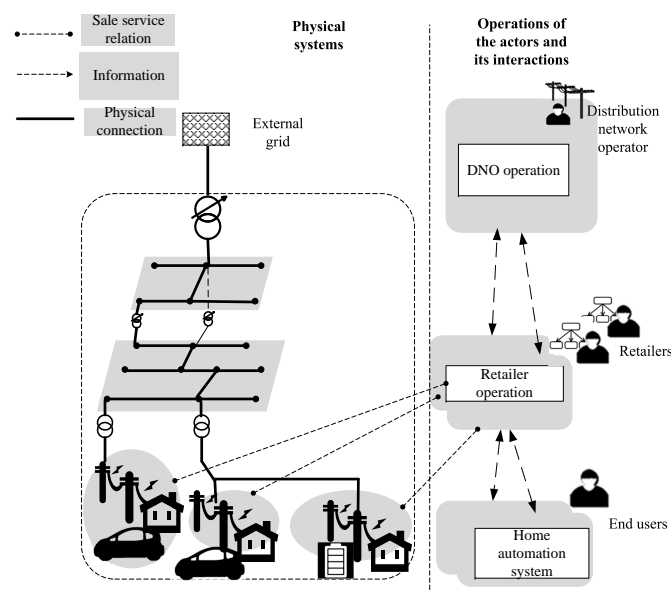 Sale service
relation
Information
Physical
connection
Physical
systems
External
grid
Operations of
the actors and
its interactions
Distribution
network
operator
DNO operation
Retailers
Retailer
operation
End users
Home
automation
system